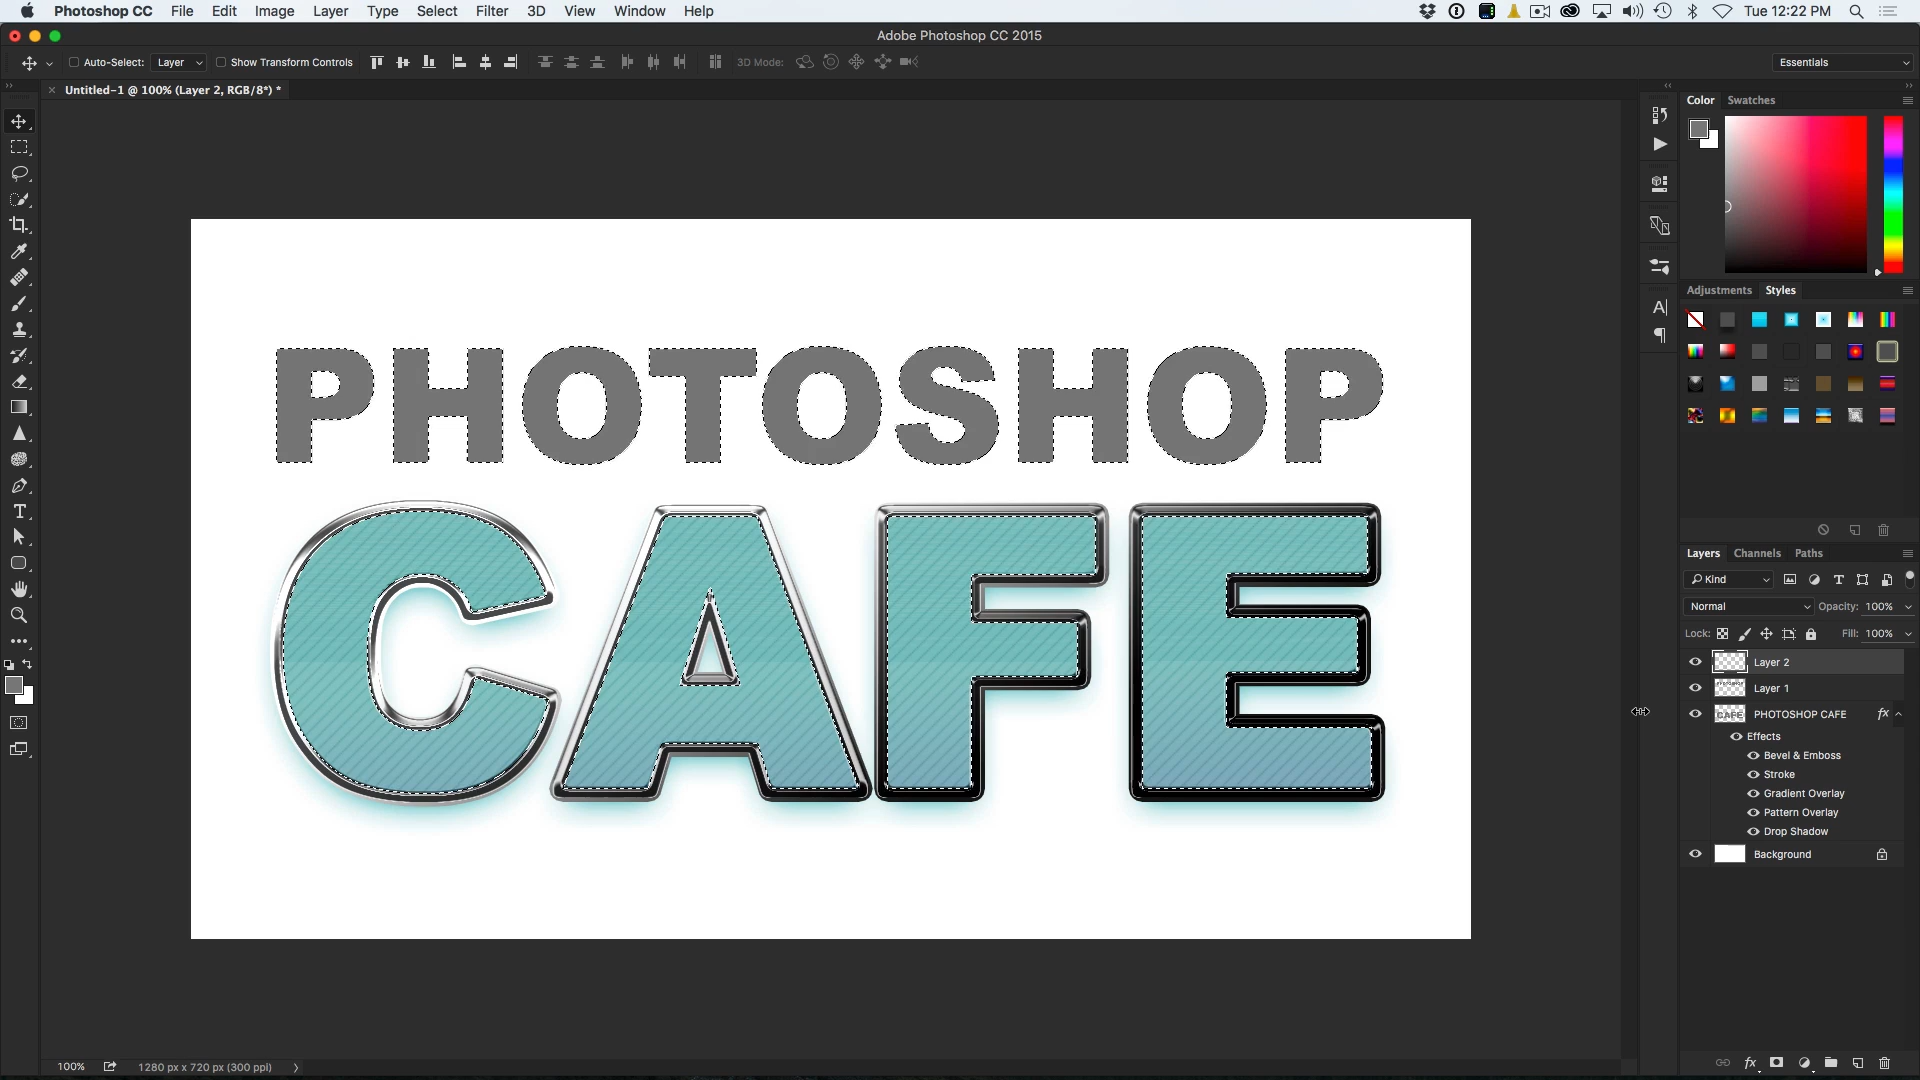 Photoshop CC File Edit Image Layer Type Select Filter 3D View Window Help Tue 12:22 PM
Adobe Photoshop CC 2015
Auto-Select: Layer Show Transform Controls 3D Mode: Essentials
Untitled-1 @ 100% (Layer 2, RGB/8*) *
Color Swatches
Adjustments Styles
PHOTOSHOP
CAFE
Layers Channels Paths
Kind
Normal Opacity: 100%
Lock: Fill: 100%
Layer 2
Layer 1
PHOTOSHOP CAFE fx
Effects
Bevel & Emboss
Stroke
Gradient Overlay
Pattern Overlay
Drop Shadow
Background
100% 1280 px x 720 px (300 ppi) fx